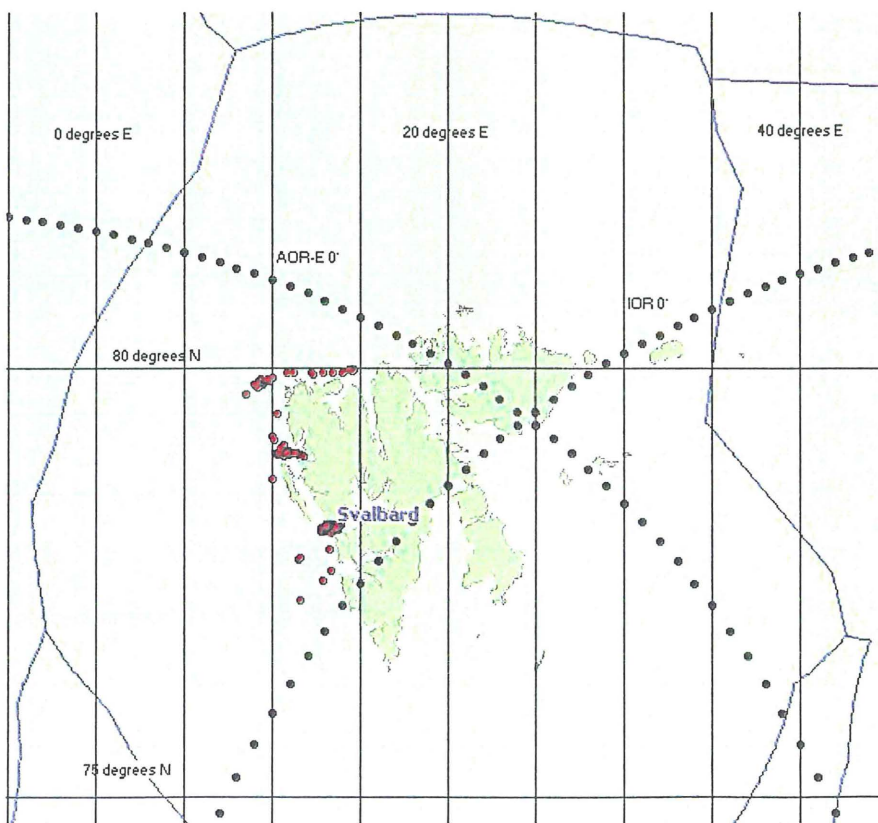 0 degrees E
20 degrees E
40 degrees E
AOR-E 0°
IOR 0°
80 degrees N
Svalbard
75 degrees N